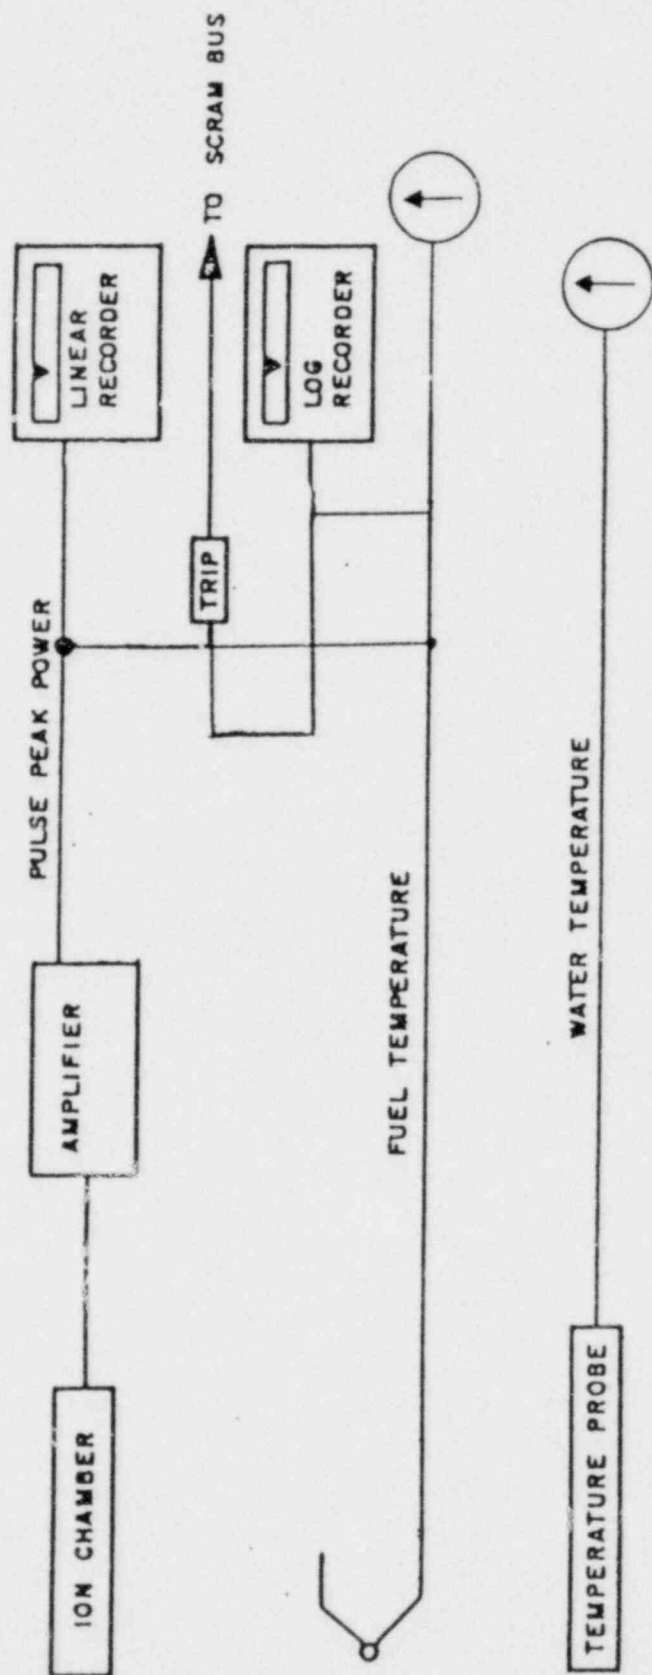 ION CHAMBER
AMPLIFIER
PULSE PEAK POWER
LINEAR
RECORDER
TRIP
TO SCRAM BUS
LOG
RECORDER
FUEL TEMPERATURE
TEMPERATURE PROBE
WATER TEMPERATURE